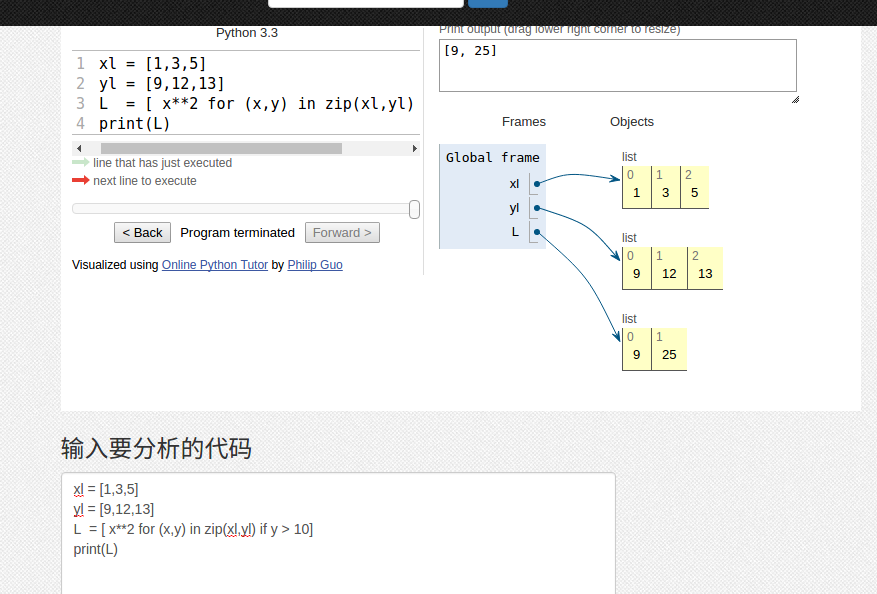 Python 3.3
1 xl = [1,3,5]
2 yl = [9,12,13]
3 L  = [ x**2 for (x,y) in zip(xl,yl)
4 print(L)
line that has just executed
next line to execute
< Back Program terminated Forward >
Visualized using Online Python Tutor by Philip Guo
Print output (drag lower right corner to resize)
[9, 25]
Frames Objects
Global frame
xl
yl
L
list
0 1 2
1 3 5
list
0 1 2
9 12 13
list
0 1
9 25
输入要分析的代码
xl = [1,3,5]
yl = [9,12,13]
L  = [ x**2 for (x,y) in zip(xl,yl) if y > 10]
print(L)